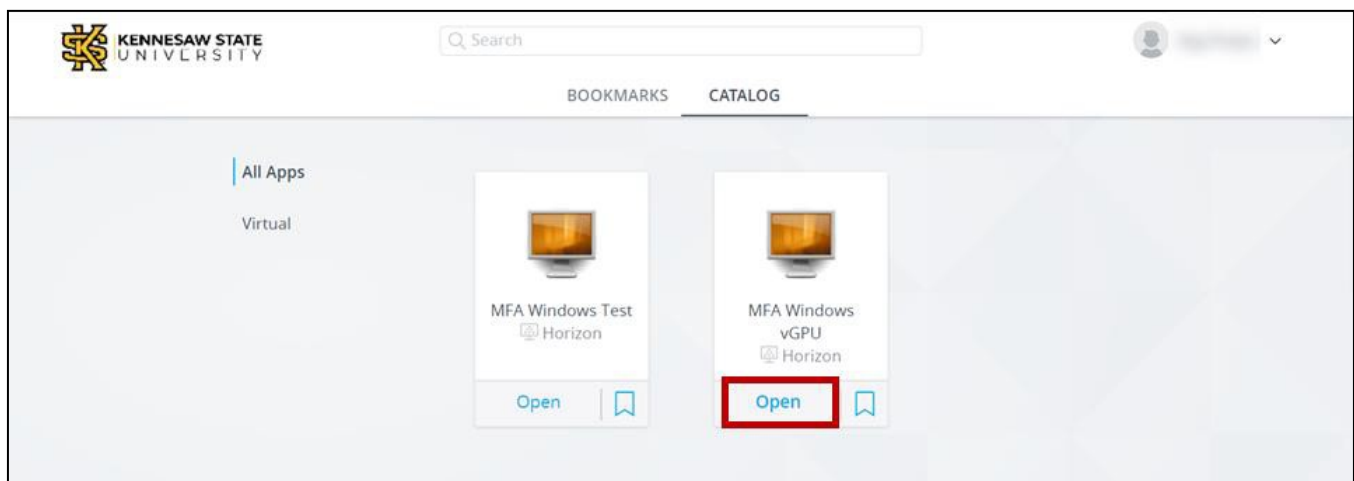 KENNESAW STATE
UNIVERSITY
Search
BOOKMARKS CATALOG
All Apps
Virtual
MFA Windows Test
Horizon
Open
MFA Windows
vGPU
Horizon
Open